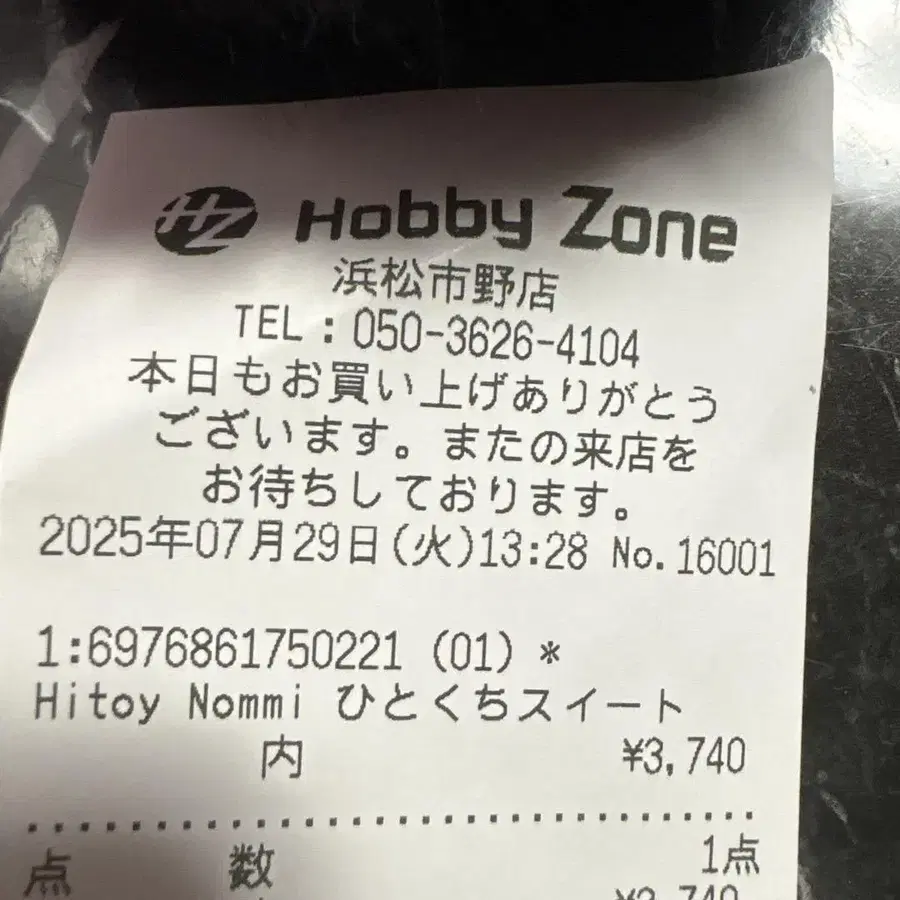 HZ Hobby Zone
浜松市野店
TEL：050-3626-4104
本日もお買い上げありがとう
ございます。またの来店を
お待ちしております。
2025年07月29日(火)13:28 No.16001
1:6976861750221 (01) *
Hitoy Nommi ひとくちスイート
内 ¥3,740
点 数 1点
¥3,740